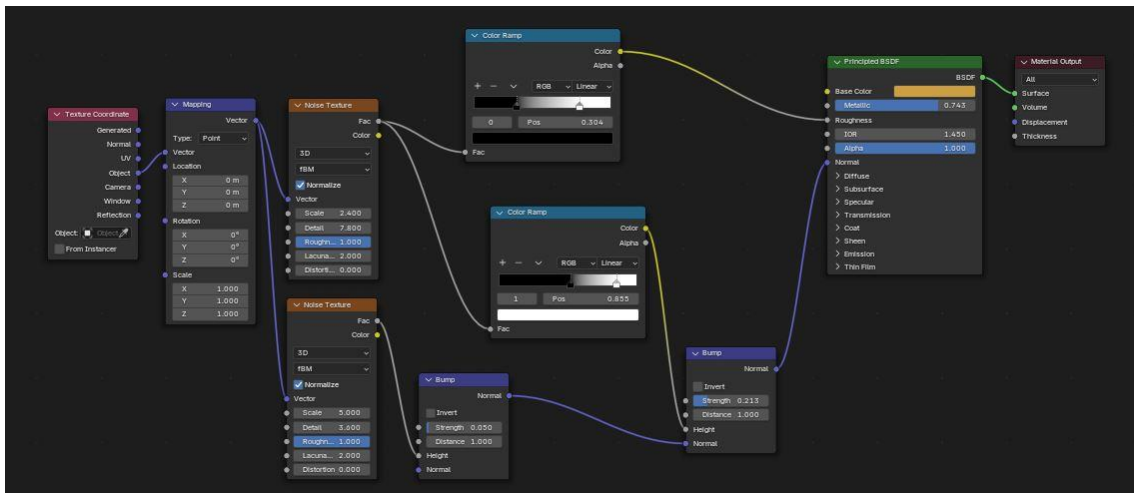 Texture Coordinate
Generated
Normal
UV
Object
Camera
Window
Reflection
Object:
Object
From Instancer
Mapping
Vector
Type: Point
Vector
Location
X 0 m
Y 0 m
Z 0 m
Rotation
X 0°
Y 0°
Z 0°
Scale
X 1.000
Y 1.000
Z 1.000
Noise Texture
Fac
Color
3D
fBM
Normalize
Vector
Scale 2.400
Detail 7.800
Roughn... 1.000
Lacuna... 2.000
Distorti... 0.000
Noise Texture
Fac
Color
3D
fBM
Normalize
Vector
Scale 5.000
Detail 3.600
Roughn... 1.000
Lacuna... 2.000
Distortion 0.000
Color Ramp
Color
Alpha
RGB Linear
0 Pos 0.304
Fac
Color Ramp
Color
Alpha
RGB Linear
1 Pos 0.855
Fac
Bump
Normal
Invert
Strength 0.050
Distance 1.000
Height
Normal
Bump
Normal
Invert
Strength 0.213
Distance 1.000
Height
Normal
Principled BSDF
BSDF
Base Color
Metallic 0.743
Roughness
IOR 1.450
Alpha 1.000
Normal
Diffuse
Subsurface
Specular
Transmission
Coat
Sheen
Emission
Thin Film
Material Output
All
Surface
Volume
Displacement
Thickness